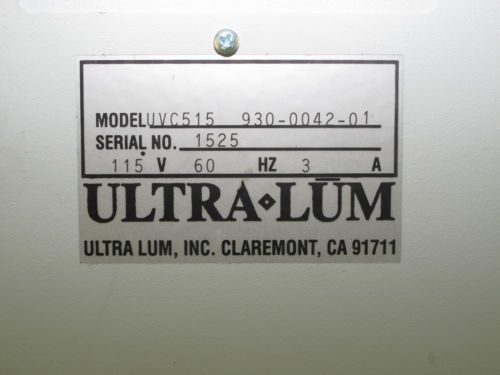 MODEL UVC515 930-0042-01
SERIAL NO. 1525
115 V 60 HZ 3 A
ULTRA◆LUM
ULTRA LUM, INC. CLAREMONT, CA 91711